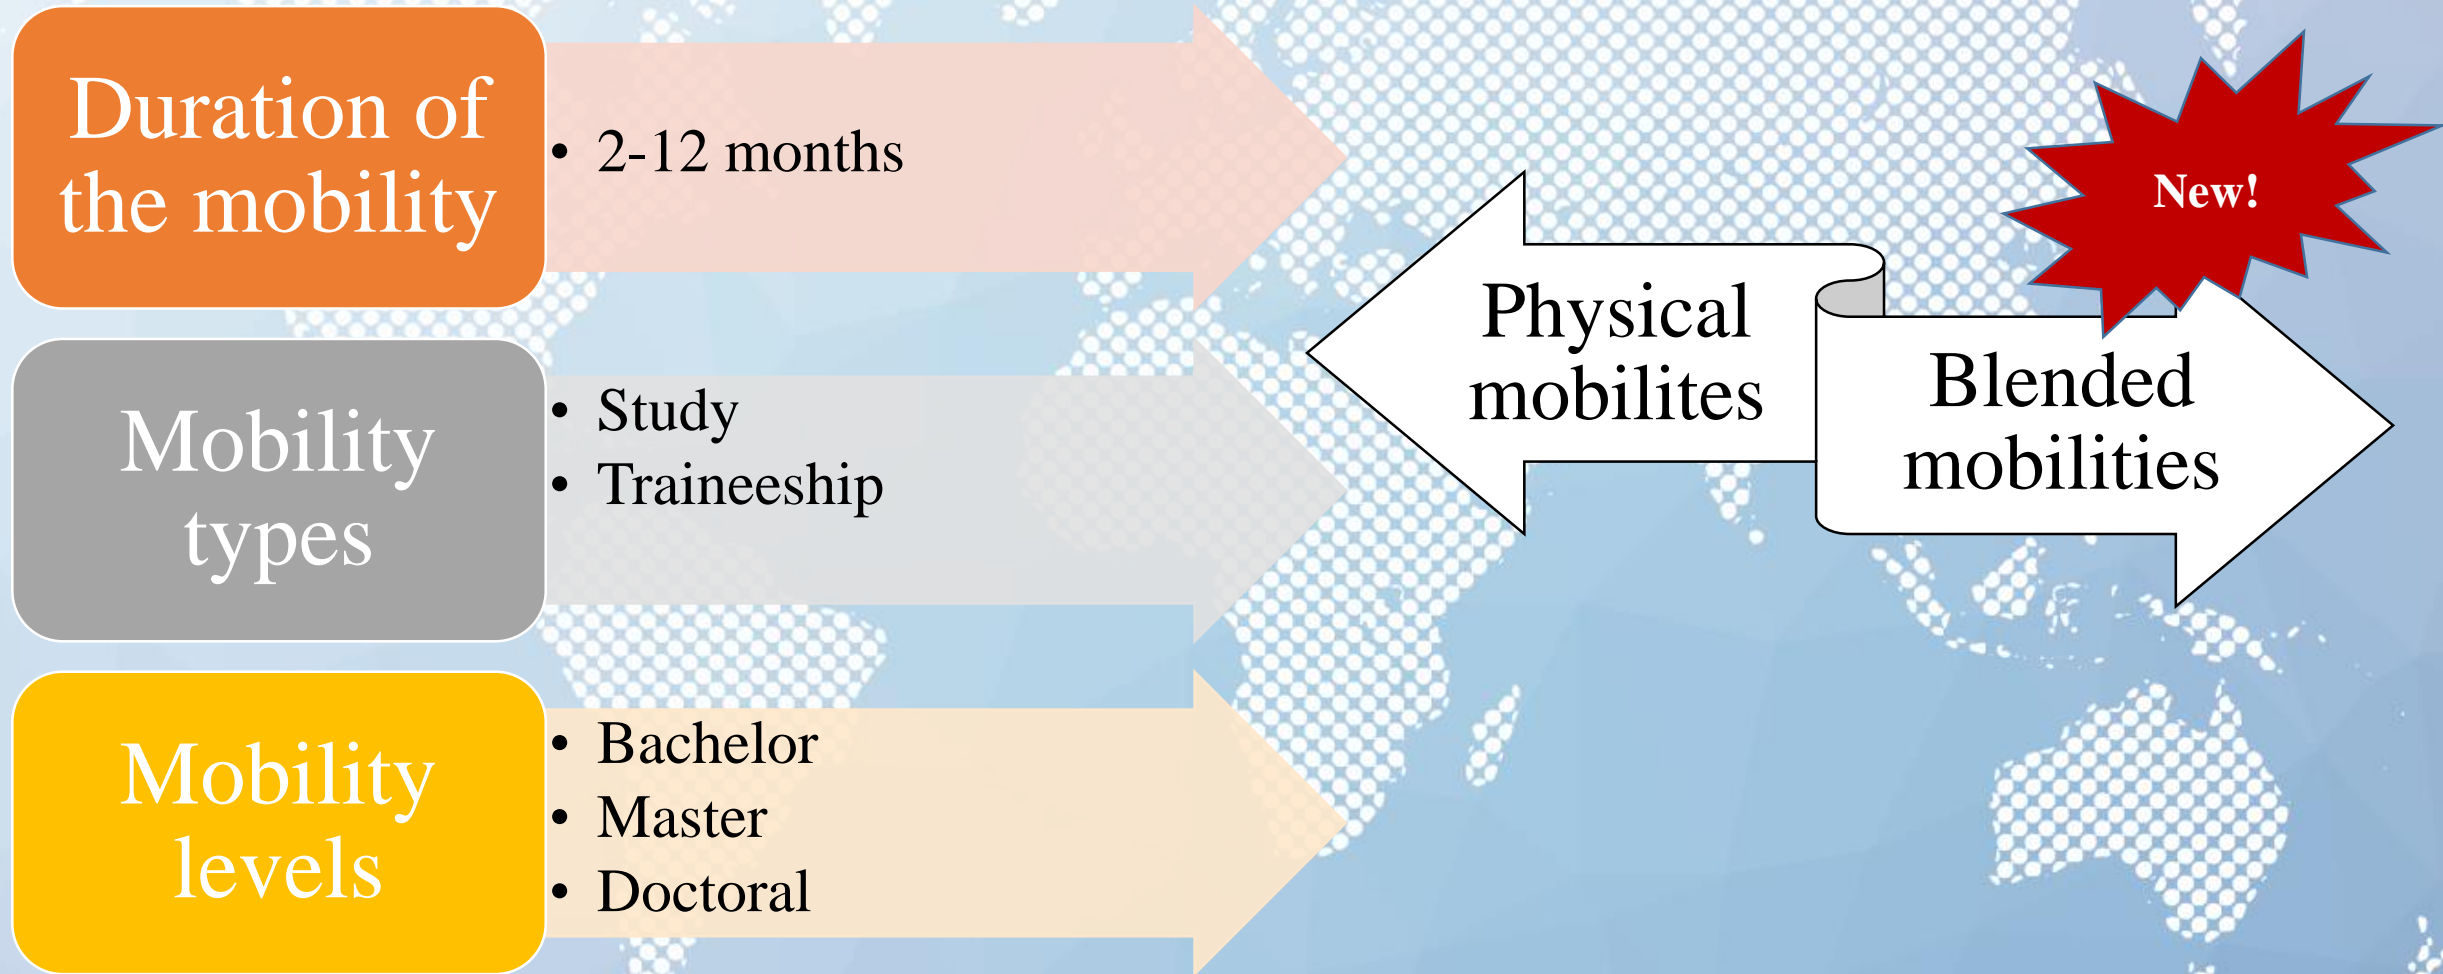 Duration of
the mobility
• 2-12 months
Mobility
types
• Study
• Traineeship
Mobility
levels
• Bachelor
• Master
• Doctoral
Physical
mobilites
Blended
mobilities
New!